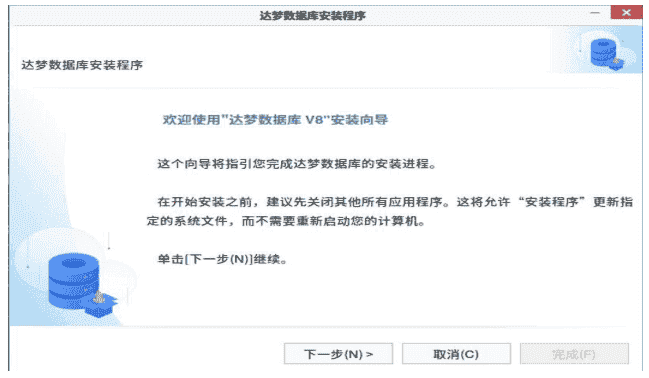 达梦数据库安装程序
达梦数据库安装程序
欢迎使用"达梦数据库 V8"安装向导
这个向导将指引您完成达梦数据库的安装进程。
在开始安装之前，建议先关闭其他所有应用程序。这将允许“安装程序”更新指
定的系统文件，而不需要重新启动您的计算机。
单击[下一步(N)]继续。
下一步(N) > 取消(C) 完成(F)